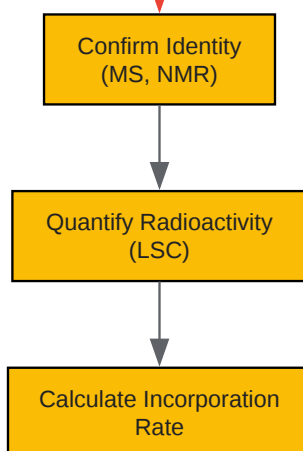 Confirm Identity
(MS, NMR)
Quantify Radioactivity
(LSC)
Calculate Incorporation
Rate